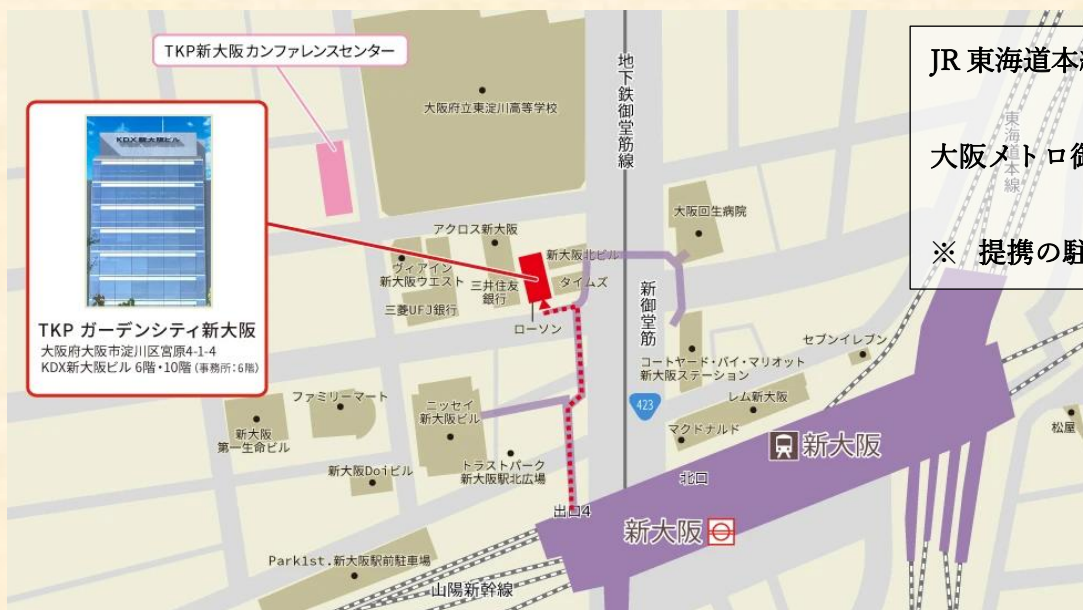 TKP新大阪カンファレンスセンター
KDX新大阪ビル
TKP ガーデンシティ新大阪
大阪府大阪市淀川区宮原4-1-4
KDX新大阪ビル 6階・10階 (事務所:6階)
大阪府立東淀川高等学校
地下鉄御堂筋線
JR 東海道本線
東海道本線
大阪メトロ御
※ 提携の駐
大阪回生病院
アクロス新大阪
新大阪北ビル
ヴィアイン
新大阪ウエスト
三井住友
銀行
タイムズ
三菱UFJ銀行
ローソン
新御堂筋
セブンイレブン
コートヤード・バイ・マリオット
新大阪ステーション
ファミリーマート
ニッセイ
新大阪ビル
423
レム新大阪
マクドナルド
松屋
新大阪
第一生命ビル
新大阪
新大阪Doiビル
トラストパーク
新大阪駅北広場
北口
出口4
新大阪
Park1st.新大阪駅前駐車場
山陽新幹線